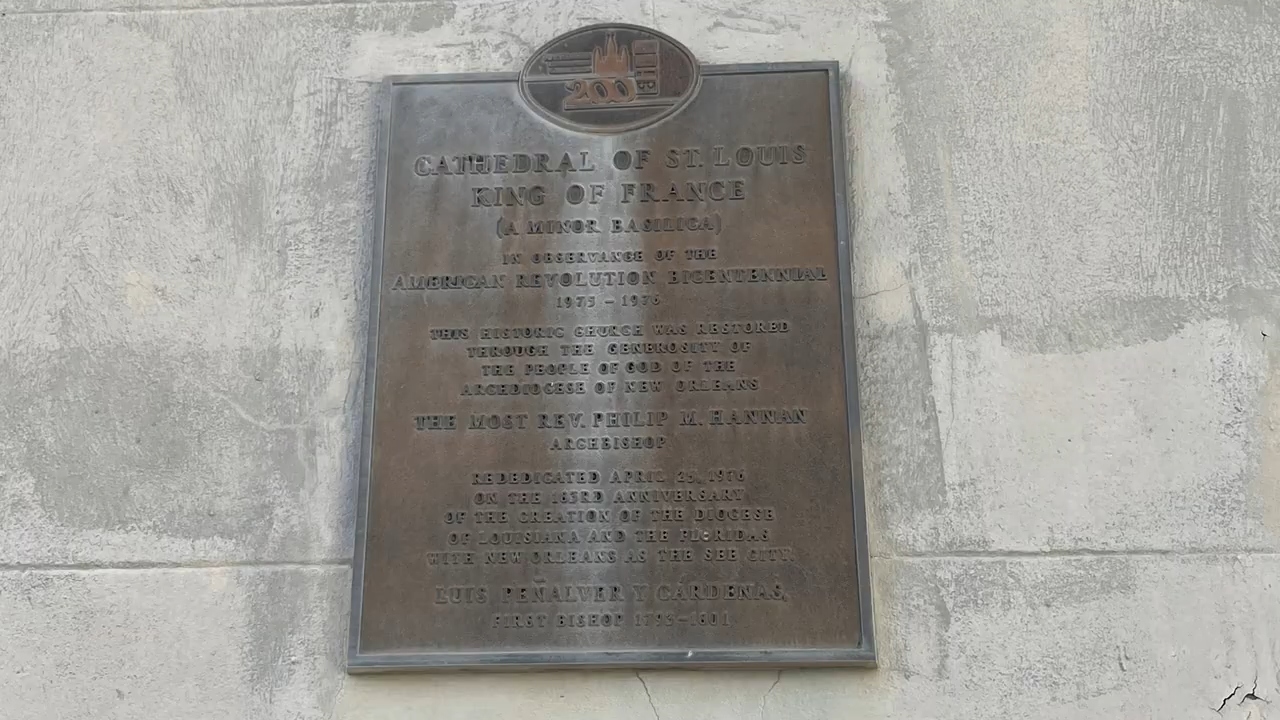 200
CATHEDRAL OF ST. LOUIS
KING OF FRANCE
(A MINOR BASILICA)
IN OBSERVANCE OF THE
AMERICAN REVOLUTION BICENTENNIAL
1975 - 1976
THIS HISTORIC CHURCH WAS RESTORED
THROUGH THE GENEROSITY OF
THE PEOPLE OF GOD OF THE
ARCHDIOCESE OF NEW ORLEANS
THE MOST REV. PHILIP M. HANNAN
ARCHBISHOP
REDEDICATED APRIL 25, 1976
ON THE 183RD ANNIVERSARY
OF THE CREATION OF THE DIOCESE
OF LOUISIANA AND THE FLORIDAS
WITH NEW ORLEANS AS THE SEE CITY.
LUIS PEÑALVER Y CARDENAS,
FIRST BISHOP 1793-1801